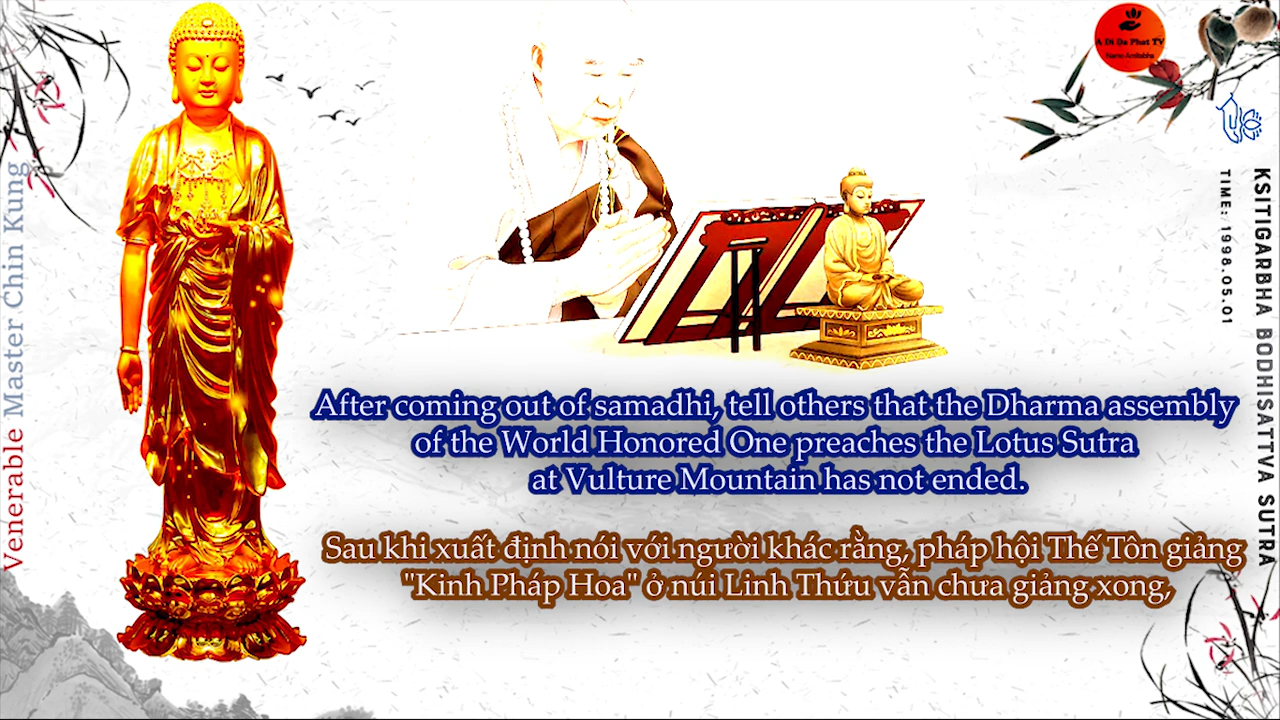 Venerable Master Chin Kung
A Di Da Phat TV
Namo Amitabha
KSITIGARBHA BODHISATTVA SUTRA
TIME: 1998.05.01
After coming out of samadhi, tell others that the Dharma assembly
of the World Honored One preaches the Lotus Sutra
at Vulture Mountain has not ended.
Sau khi xuất định nói với người khác rằng, pháp hội Thế Tôn giảng
"Kinh Pháp Hoa" ở núi Linh Thứu vẫn chưa giảng xong,